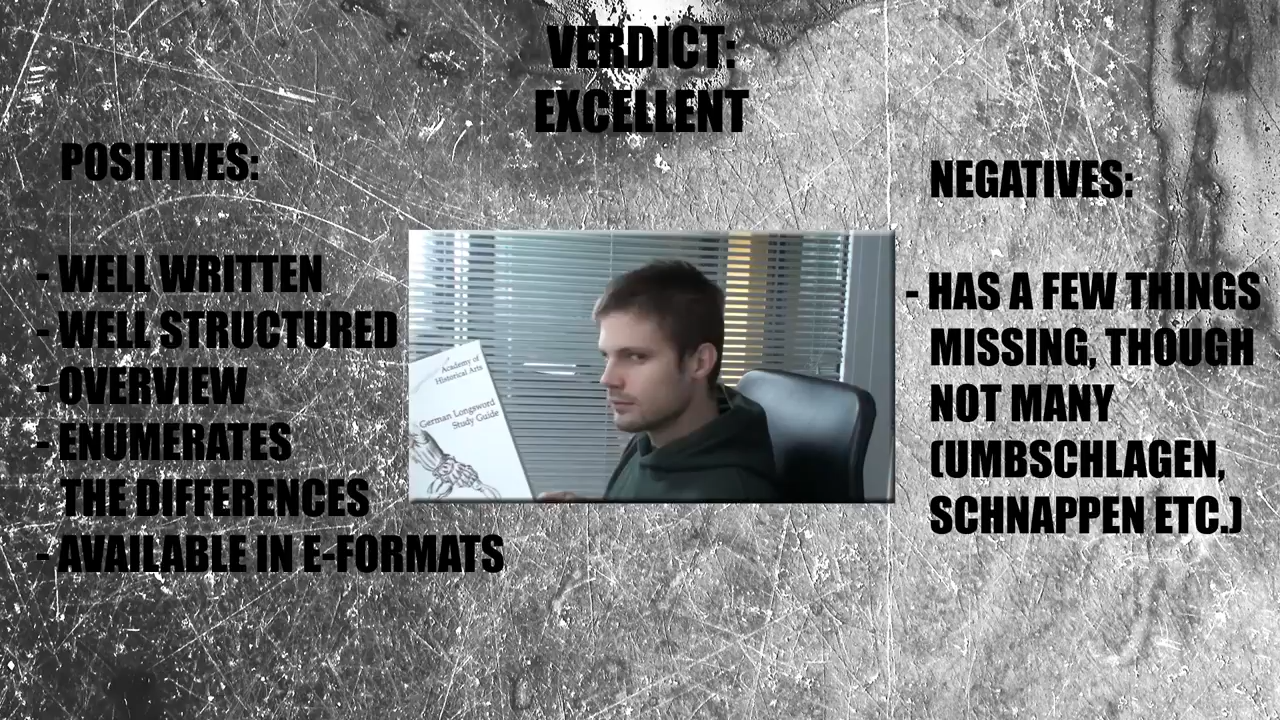 VERDICT:
EXCELLENT
POSITIVES:
- WELL WRITTEN
- WELL STRUCTURED
- OVERVIEW
- ENUMERATES
THE DIFFERENCES
- AVAILABLE IN E-FORMATS
Academy of
Historical Arts
German Longsword
Study Guide
NEGATIVES:
- HAS A FEW THINGS
MISSING, THOUGH
NOT MANY
(UMBSCHLAGEN,
SCHNAPPEN ETC.)